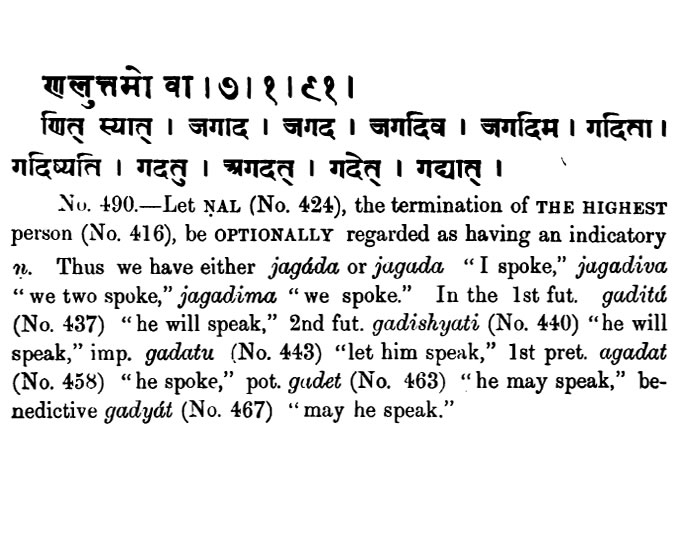 णलुत्तमो वा । ७ । १ । ९१ ।
णित् स्यात् । जगाद । जगद । जगदिव । जगदिम । गदिता ।
गदिष्यति । गदतु । अगदत् । गदेत् । गद्यात् ।
No. 490.—Let ṆAL (No. 424), the termination of THE HIGHEST
person (No. 416), be OPTIONALLY regarded as having an indicatory
ṇ. Thus we have either jagáda or jagada “I spoke,” jagadiva
“we two spoke,” jagadima “we spoke.” In the 1st fut. gaditá
(No. 437) “he will speak,” 2nd fut. gadishyati (No. 440) “he will
speak,” imp. gadatu (No. 443) “let him speak,” 1st pret. agadat
(No. 458) “he spoke,” pot. gadet (No. 463) “he may speak,” be-
nedictive gadyát (No. 467) “may he speak.”